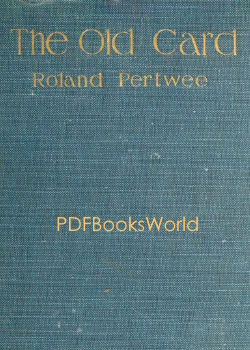 The Old Card
Roland Pertwee
PDFBooksWorld